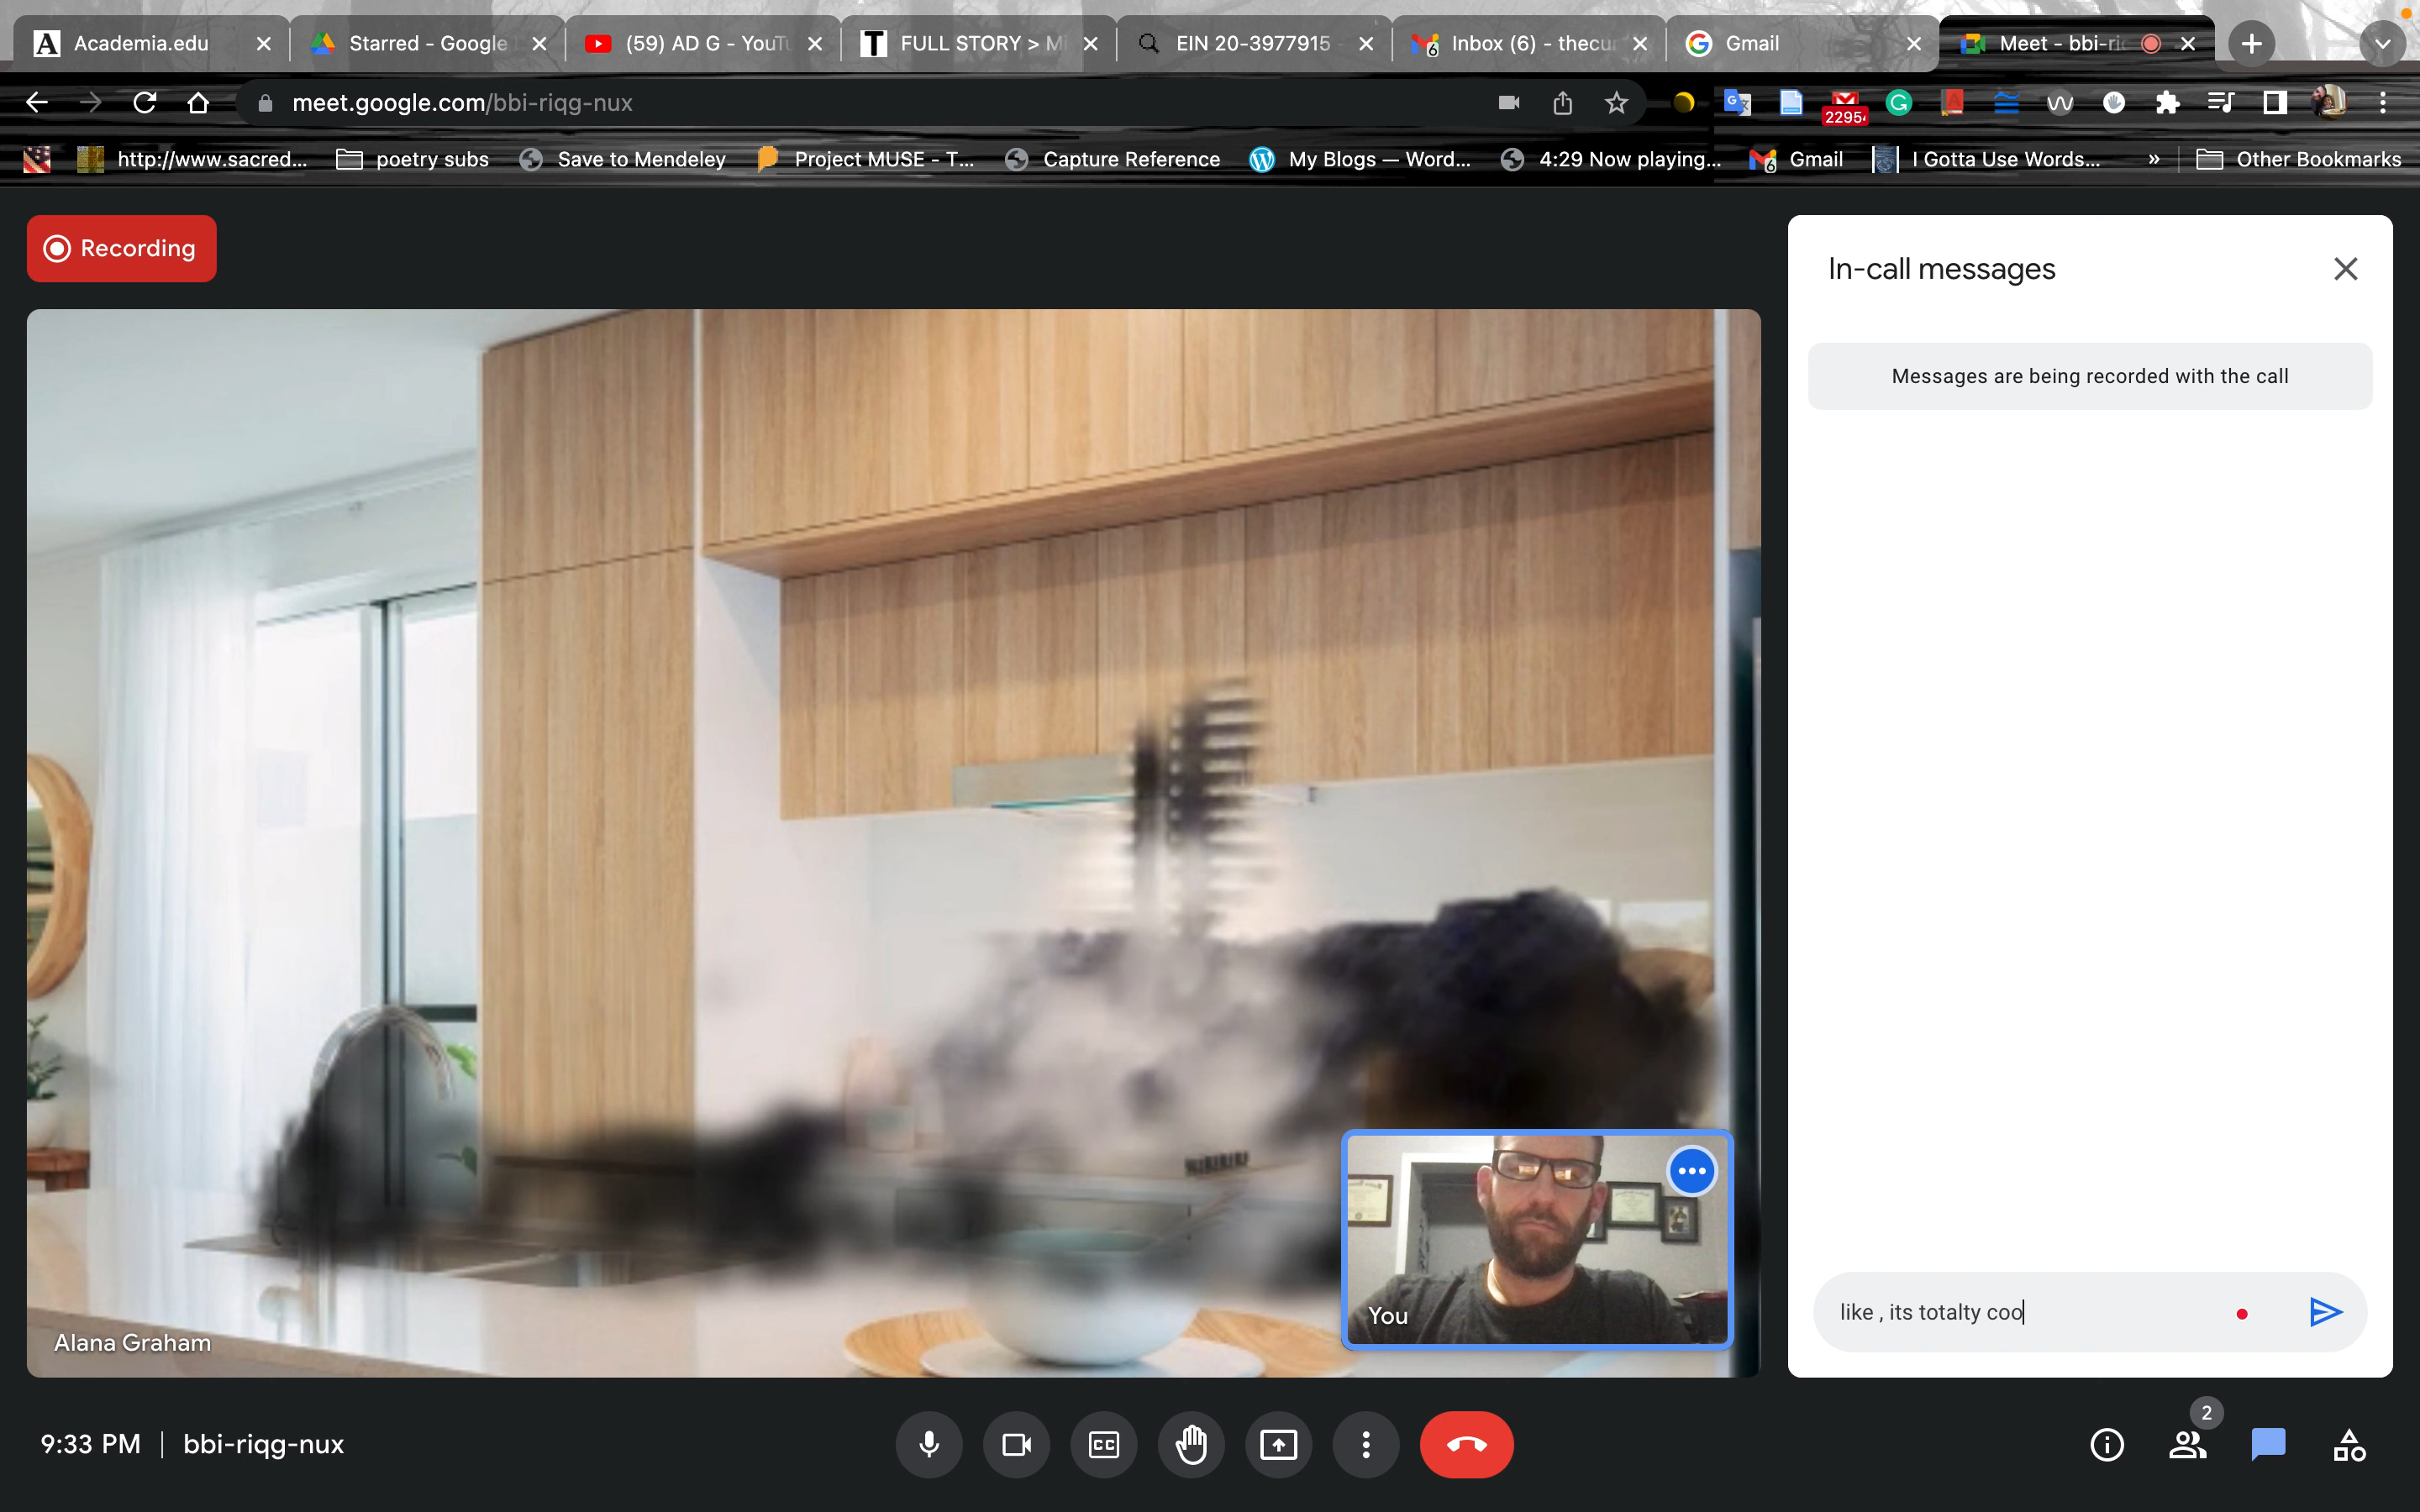 Academia.edu
Starred - Google
(59) AD G - YouTu
FULL STORY > Mi
EIN 20-3977915 -
Inbox (6) - thecur
Gmail
Meet - bbi-ri
meet.google.com/bbi-riqg-nux
2295
http://www.sacred...
poetry subs
Save to Mendeley
Project MUSE - T...
Capture Reference
My Blogs — Word...
4:29 Now playing...
Gmail
I Gotta Use Words...
»
Other Bookmarks
Recording
In-call messages
Messages are being recorded with the call
Alana Graham
You
like , its totalty coo
9:33 PM | bbi-riqg-nux
CC
2